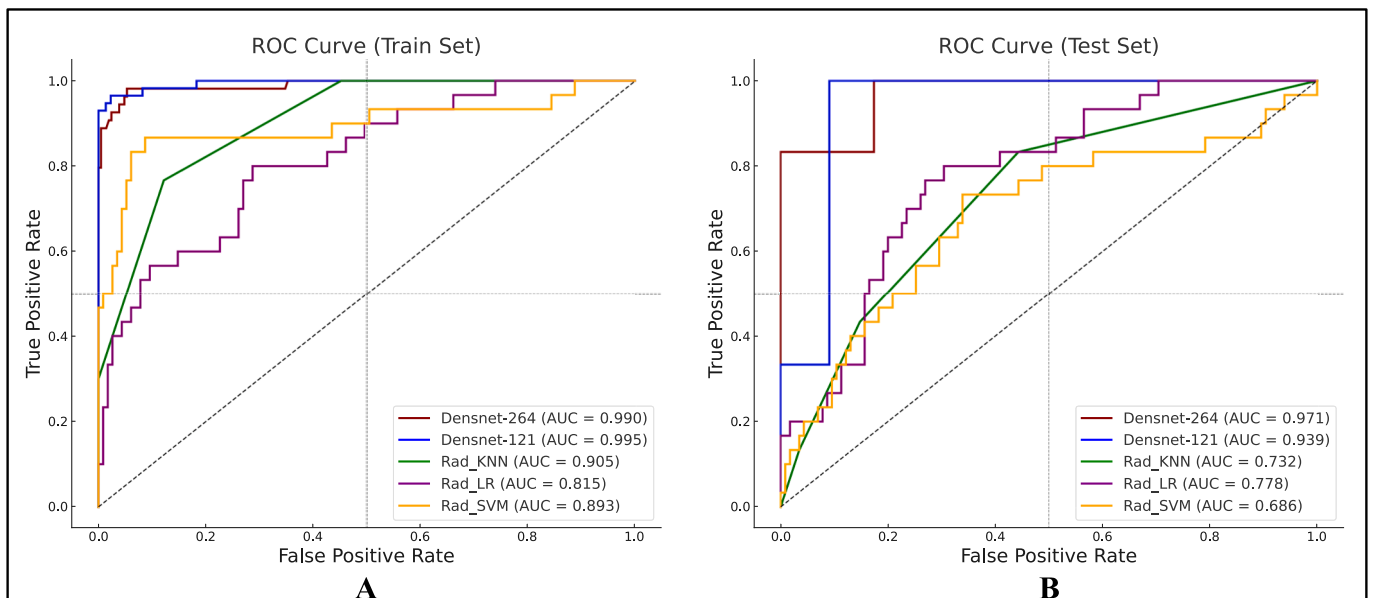 ROC Curve (Train Set)
True Positive Rate
1.0
0.8
0.6
0.4
0.2
0.0
Densnet-264 (AUC = 0.990)
Densnet-121 (AUC = 0.995)
Rad_KNN (AUC = 0.905)
Rad_LR (AUC = 0.815)
Rad_SVM (AUC = 0.893)
0.0 0.2 0.4 0.6 0.8 1.0
False Positive Rate
A
ROC Curve (Test Set)
True Positive Rate
1.0
0.8
0.6
0.4
0.2
0.0
Densnet-264 (AUC = 0.971)
Densnet-121 (AUC = 0.939)
Rad_KNN (AUC = 0.732)
Rad_LR (AUC = 0.778)
Rad_SVM (AUC = 0.686)
0.0 0.2 0.4 0.6 0.8 1.0
False Positive Rate
B